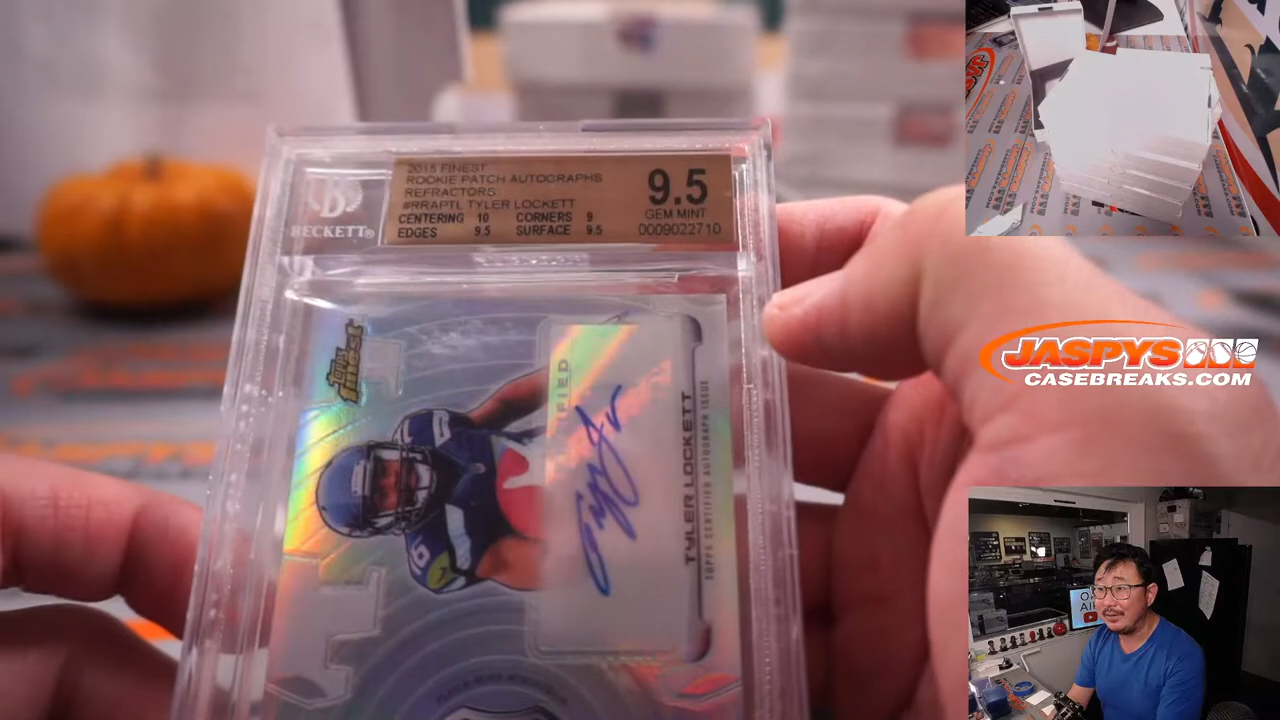 2015 FINEST
ROOKIE PATCH AUTOGRAPHS
REFRACTORS
#RRAPTL TYLER LOCKETT
CENTERING 10 CORNERS 9
EDGES 9.5 SURFACE 9.5
9.5
GEM MINT
0009022710
BECKETT®
Topps
finest
TYLER LOCKETT
TOPPS CERTIFIED AUTOGRAPH ISSUE
JASPYS
CASEBREAKS.COM